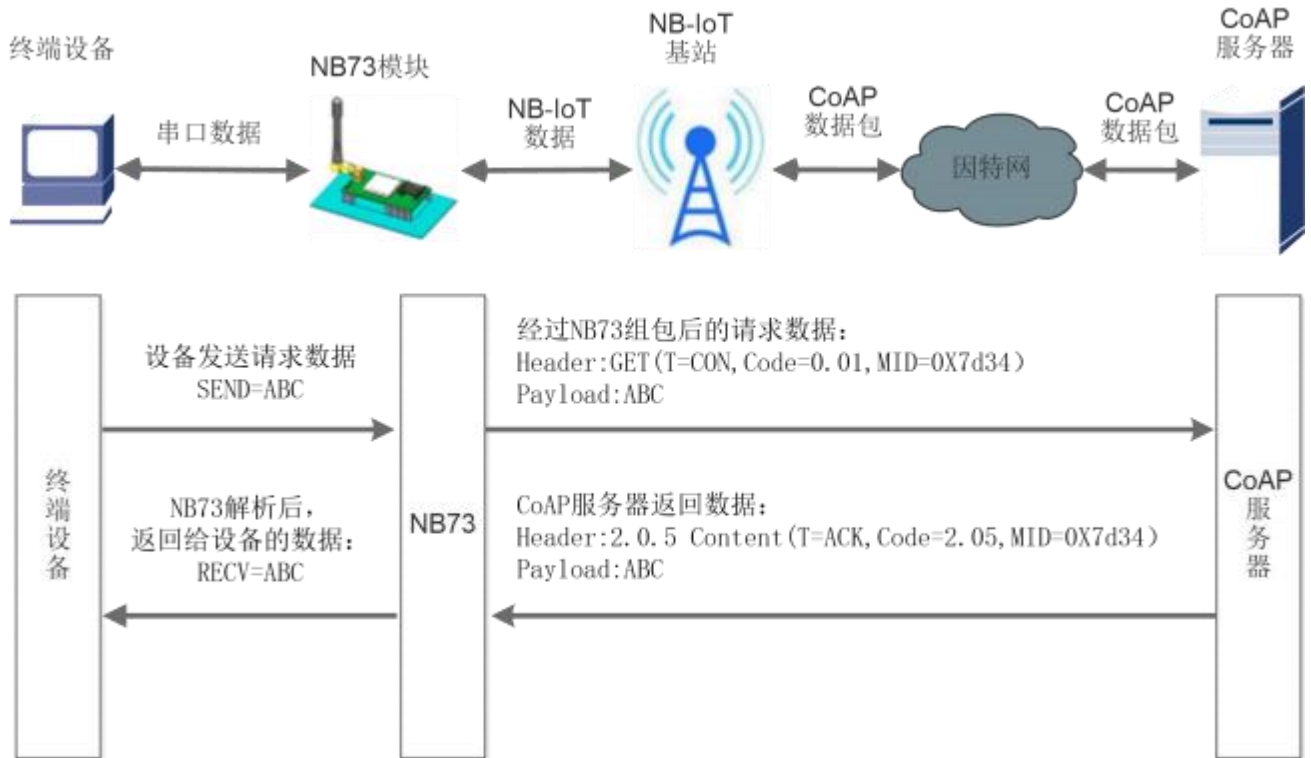 终端设备
NB73模块
NB-IoT
基站
CoAP
服务器
串口数据
NB-IoT
数据
CoAP
数据包
因特网
CoAP
数据包
设备发送请求数据
SEND=ABC
经过NB73组包后的请求数据:
Header:GET(T=CON,Code=0.01,MID=0X7d34)
Payload:ABC
终端设备
NB73解析后,
返回给设备的数据:
RECV=ABC
NB73
CoAP服务器返回数据:
Header:2.0.5 Content(T=ACK,Code=2.05,MID=0X7d34)
Payload:ABC
CoAP
服务器